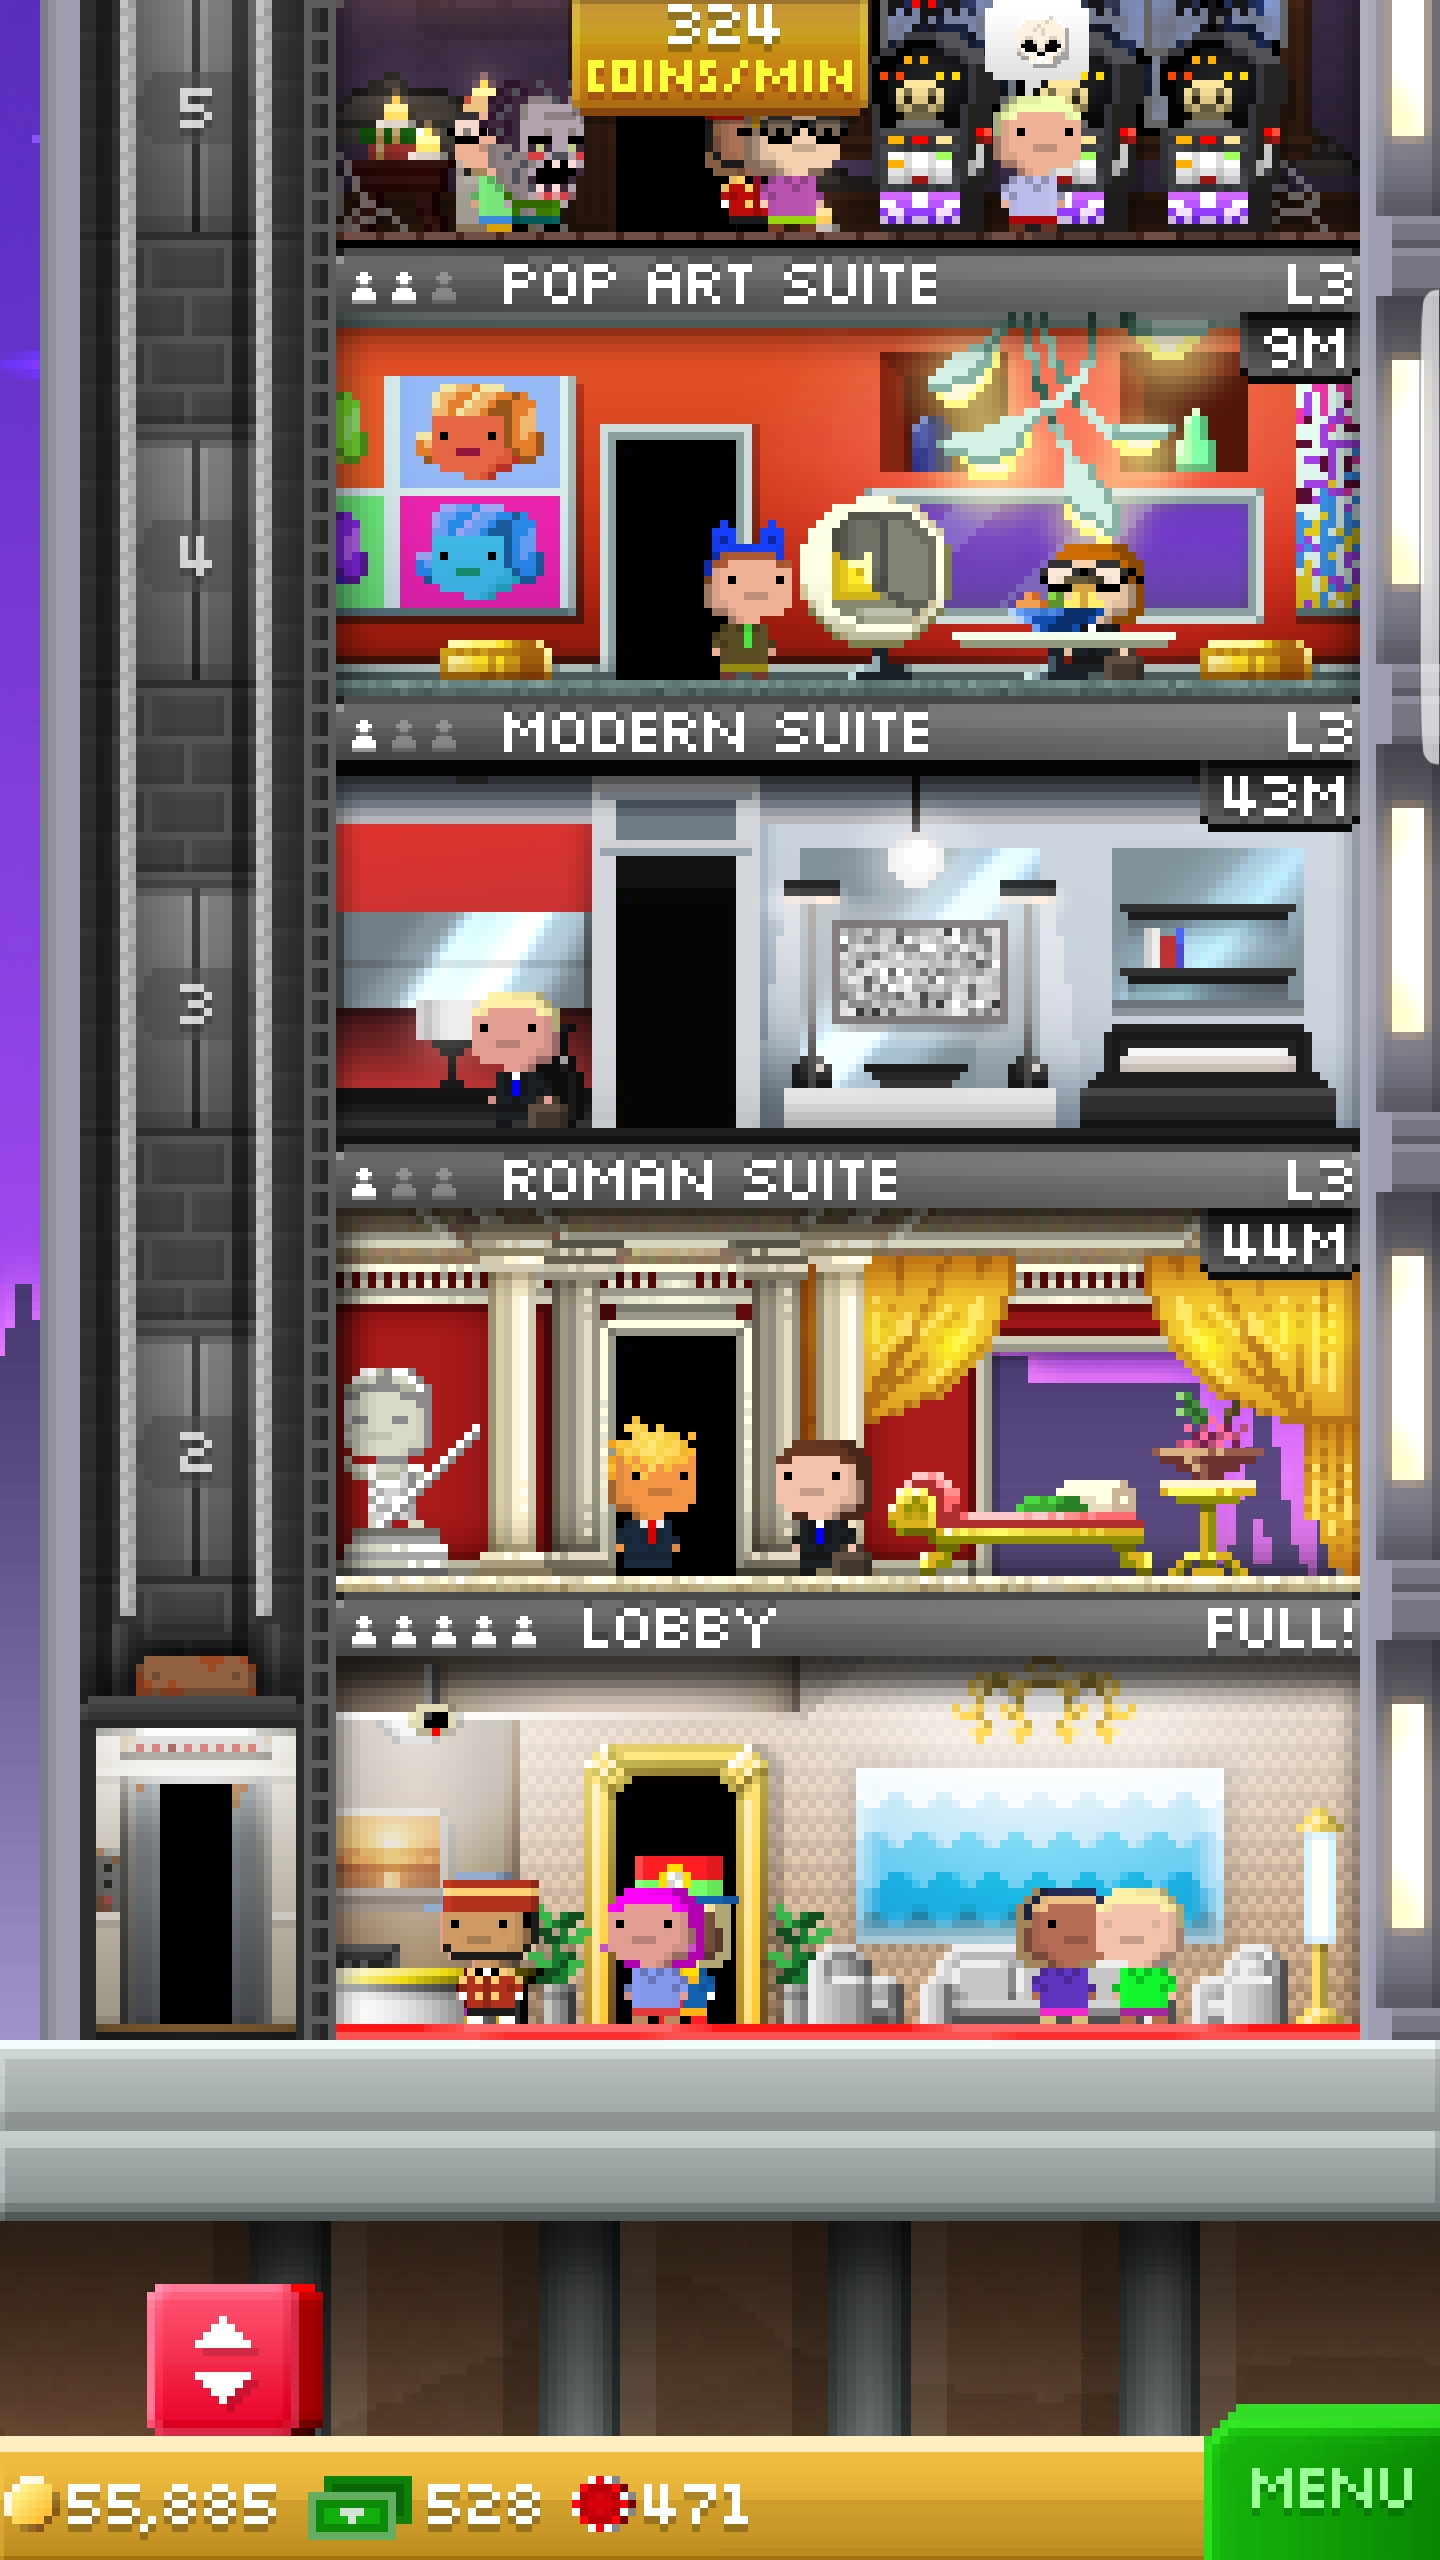 324
COINS/MIN
5
POP ART SUITE L3
9M
4
MODERN SUITE L3
43M
3
ROMAN SUITE L3
44M
2
LOBBY FULL!
55,885 528 471
MENU